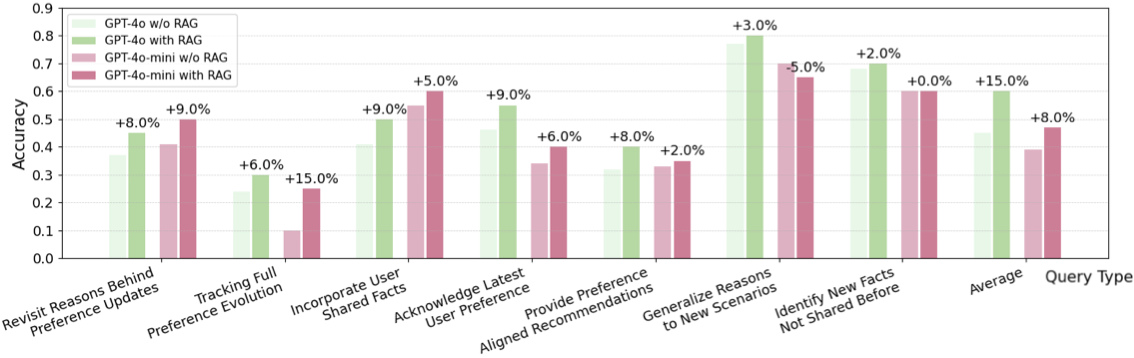 0.9
0.8
0.7
0.6
0.5
0.4
0.3
0.2
0.1
0.0
Accuracy
GPT-4o w/o RAG
GPT-4o with RAG
GPT-4o-mini w/o RAG
GPT-4o-mini with RAG
+8.0%
+9.0%
+6.0%
+15.0%
+9.0%
+5.0%
+9.0%
+6.0%
+8.0%
+2.0%
+3.0%
-5.0%
+2.0%
+0.0%
+15.0%
+8.0%
Revisit Reasons Behind
Preference Updates
Tracking Full
Preference Evolution
Incorporate User
Shared Facts
Acknowledge Latest
User Preference
Provide Preference
Aligned Recommendations
Generalize Reasons
to New Scenarios
Identify New Facts
Not Shared Before
Average
Query Type